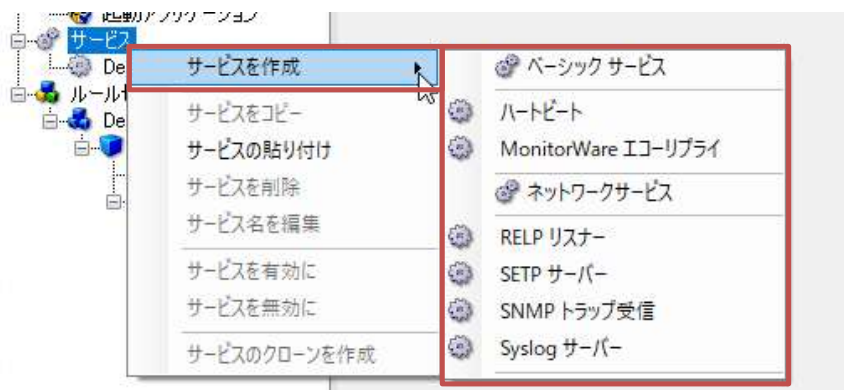 起動アプリケーション
サービス
De
ルール
De
サービスを作成
サービスをコピー
サービスの貼り付け
サービスを削除
サービス名を編集
サービスを有効に
サービスを無効に
サービスのクローンを作成
ベーシック サービス
ハートビート
MonitorWare エコーリプライ
ネットワークサービス
RELP リスナー
SETP サーバー
SNMP トラップ受信
Syslog サーバー